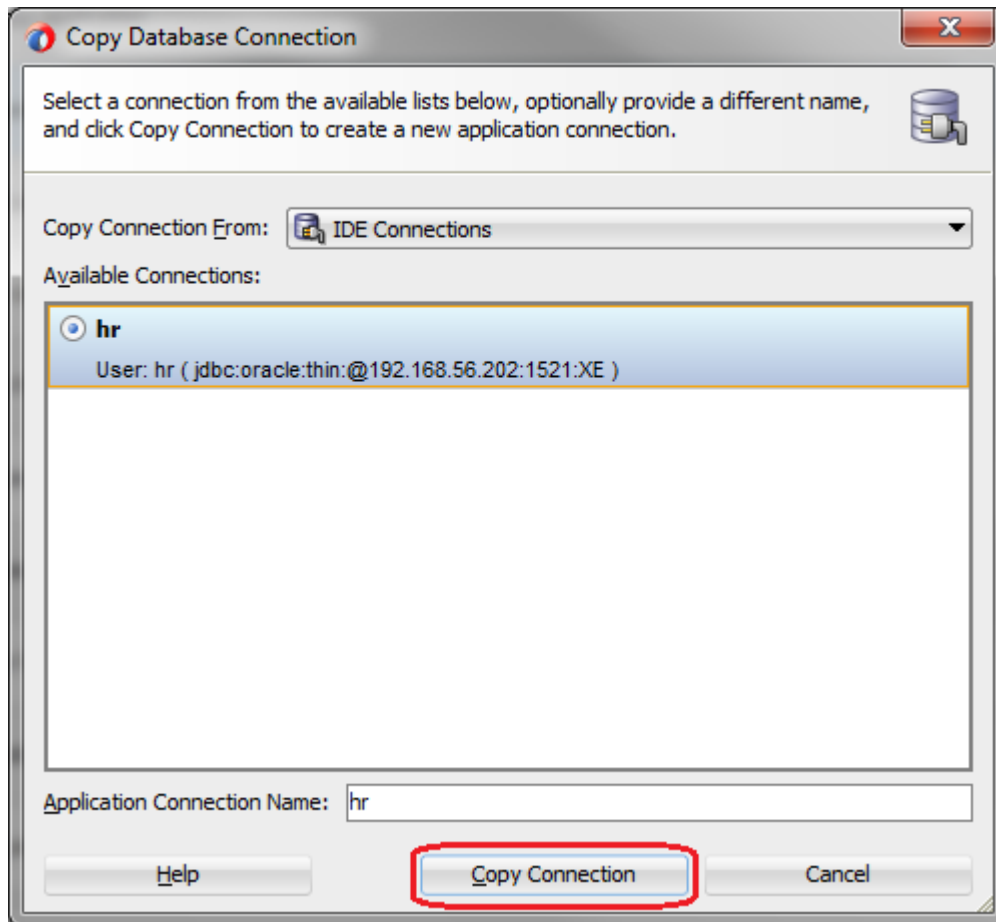 Copy Database Connection
Select a connection from the available lists below, optionally provide a different name,
and click Copy Connection to create a new application connection.
Copy Connection From: IDE Connections
Available Connections:
hr
User: hr ( jdbc:oracle:thin:@192.168.56.202:1521:XE )
Application Connection Name: hr
Help Copy Connection Cancel